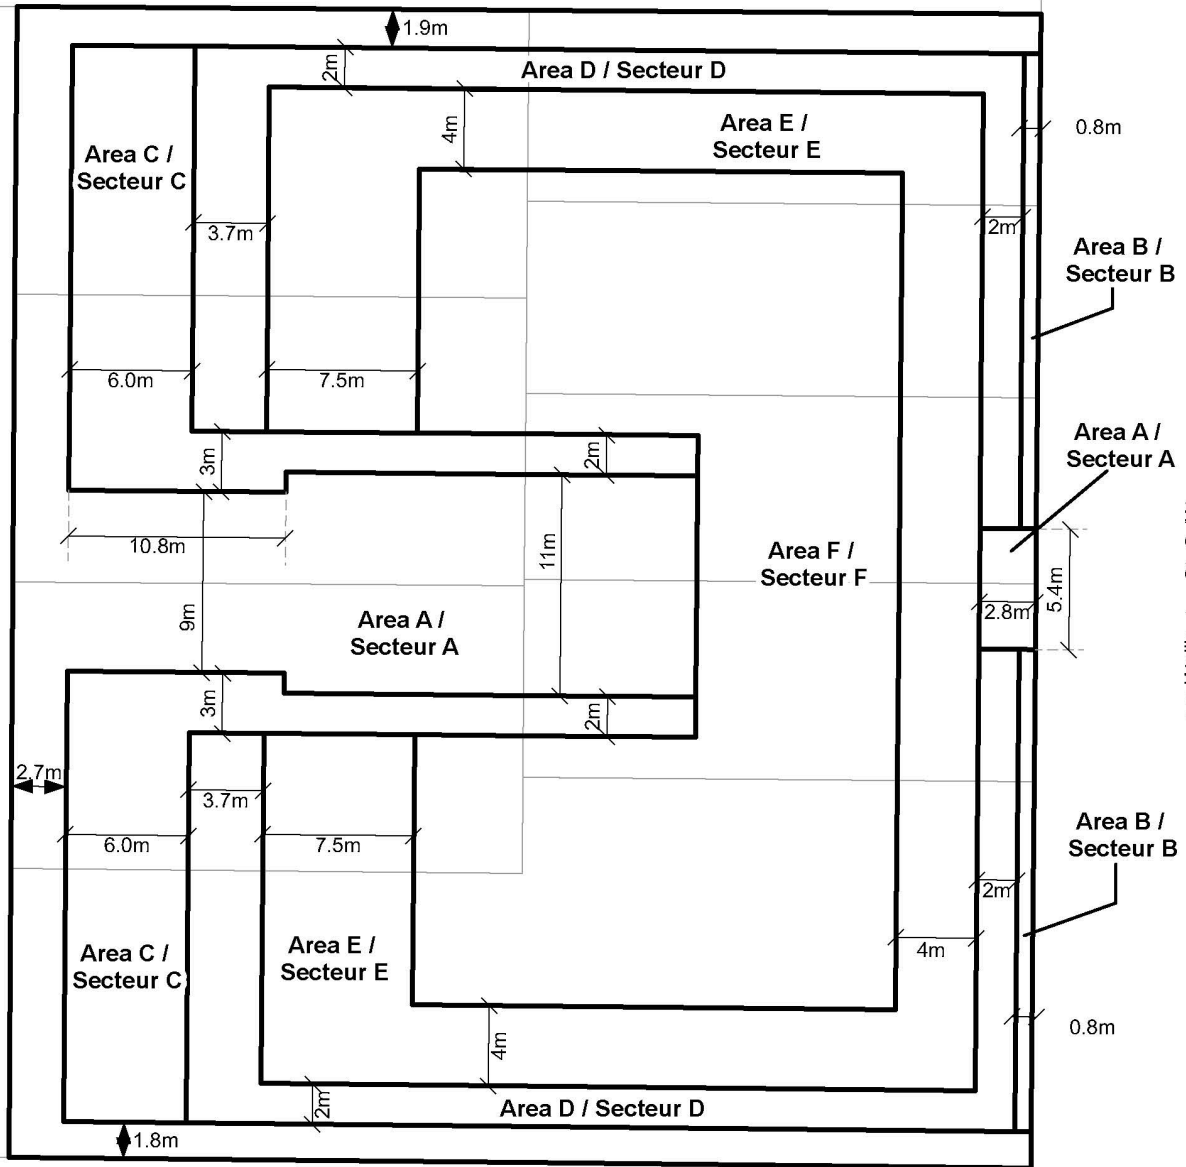 1.9m
2m
Area D / Secteur D
4m
Area E /
Secteur E
0.8m
Area C /
Secteur C
3.7m
2m
Area B /
Secteur B
6.0m
7.5m
3m
2m
Area A /
Secteur A
10.8m
11m
Area F /
Secteur F
5.4m
2.8m
9m
Area A /
Secteur A
3m
2m
2.7m
3.7m
6.0m
7.5m
Area B /
Secteur B
2m
Area C /
Secteur C
Area E /
Secteur E
4m
0.8m
4m
2m
Area D / Secteur D
1.8m